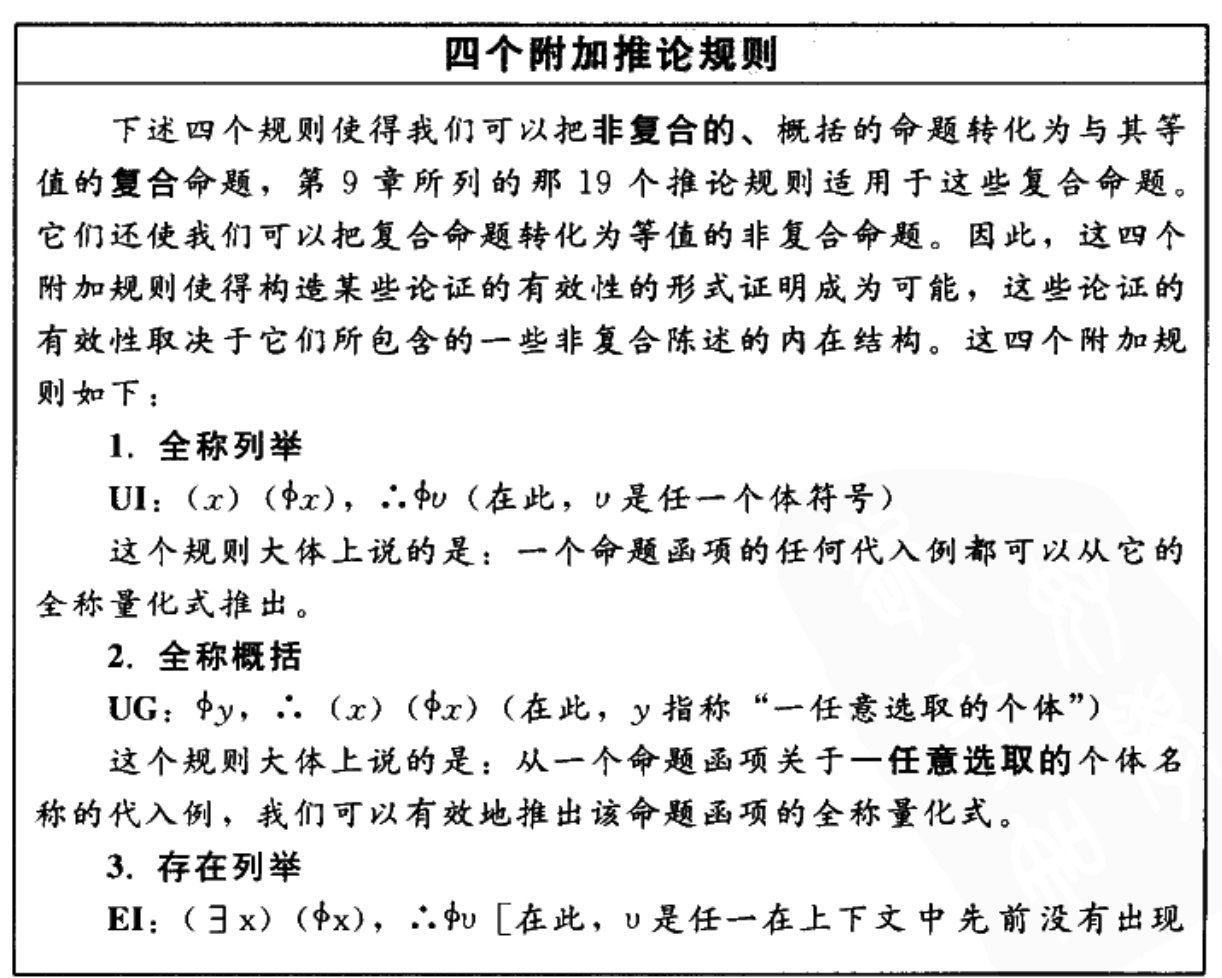 四个附加推论规则
下述四个规则使得我们可以把非复合的、概括的命题转化为与其等
值的复合命题，第 9 章所列的那 19 个推论规则适用于这些复合命题。
它们还使我们可以把复合命题转化为等值的非复合命题。因此，这四个
附加规则使得构造某些论证的有效性的形式证明成为可能，这些论证的
有效性取决于它们所包含的一些非复合陈述的内在结构。这四个附加规
则如下：
1. 全称列举
UI：(x) (ϕx)，∴ϕυ（在此，υ 是任一个体符号）
这个规则大体上说的是：一个命题函项的任何代入例都可以从它的
全称量化式推出。
2. 全称概括
UG：ϕy，∴ (x) (ϕx)（在此，y 指称“一任意选取的个体”）
这个规则大体上说的是：从一个命题函项关于一任意选取的个体名
称的代入例，我们可以有效地推出该命题函项的全称量化式。
3. 存在列举
EI：(∃x) (ϕx)，∴ϕυ [在此，υ 是任一在上下文中先前没有出现